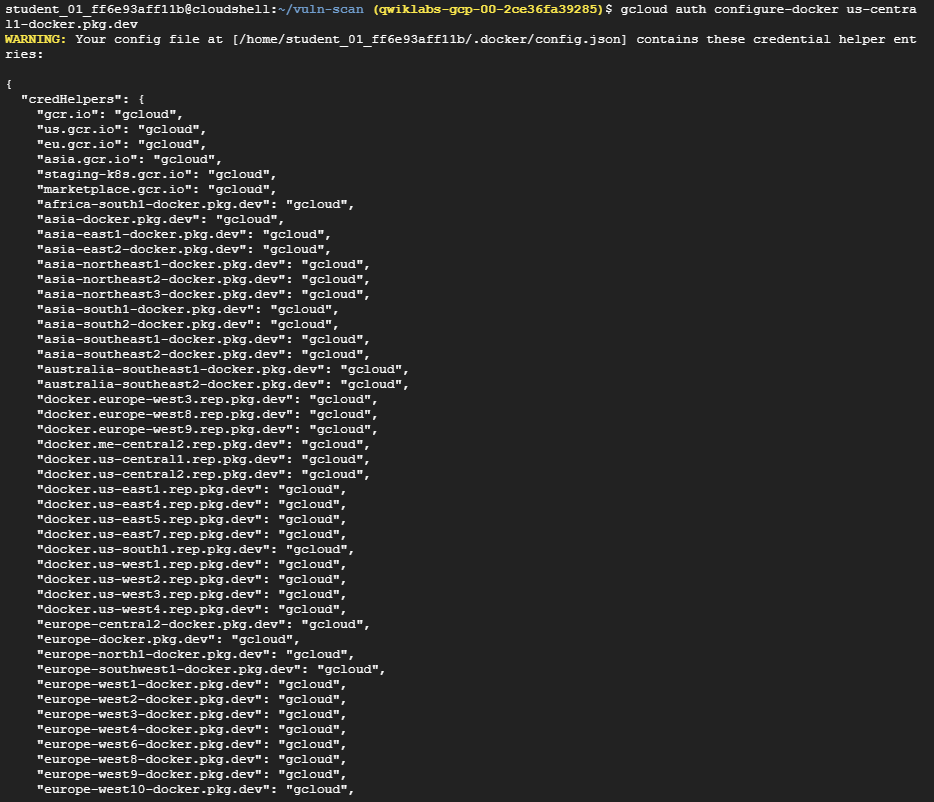 student_01_ff6e93aff11b@cloudshell:~/vuln-scan (qwiklabs-gcp-00-2ce36fa39285)$ gcloud auth configure-docker us-centra
l1-docker.pkg.dev
WARNING: Your config file at [/home/student_01_ff6e93aff11b/.docker/config.json] contains these credential helper ent
ries:
{
  "credHelpers": {
    "gcr.io": "gcloud",
    "us.gcr.io": "gcloud",
    "eu.gcr.io": "gcloud",
    "asia.gcr.io": "gcloud",
    "staging-k8s.gcr.io": "gcloud",
    "marketplace.gcr.io": "gcloud",
    "africa-south1-docker.pkg.dev": "gcloud",
    "asia-docker.pkg.dev": "gcloud",
    "asia-east1-docker.pkg.dev": "gcloud",
    "asia-east2-docker.pkg.dev": "gcloud",
    "asia-northeast1-docker.pkg.dev": "gcloud",
    "asia-northeast2-docker.pkg.dev": "gcloud",
    "asia-northeast3-docker.pkg.dev": "gcloud",
    "asia-south1-docker.pkg.dev": "gcloud",
    "asia-south2-docker.pkg.dev": "gcloud",
    "asia-southeast1-docker.pkg.dev": "gcloud",
    "asia-southeast2-docker.pkg.dev": "gcloud",
    "australia-southeast1-docker.pkg.dev": "gcloud",
    "australia-southeast2-docker.pkg.dev": "gcloud",
    "docker.europe-west3.rep.pkg.dev": "gcloud",
    "docker.europe-west8.rep.pkg.dev": "gcloud",
    "docker.europe-west9.rep.pkg.dev": "gcloud",
    "docker.me-central2.rep.pkg.dev": "gcloud",
    "docker.us-central1.rep.pkg.dev": "gcloud",
    "docker.us-central2.rep.pkg.dev": "gcloud",
    "docker.us-east1.rep.pkg.dev": "gcloud",
    "docker.us-east4.rep.pkg.dev": "gcloud",
    "docker.us-east5.rep.pkg.dev": "gcloud",
    "docker.us-east7.rep.pkg.dev": "gcloud",
    "docker.us-south1.rep.pkg.dev": "gcloud",
    "docker.us-west1.rep.pkg.dev": "gcloud",
    "docker.us-west2.rep.pkg.dev": "gcloud",
    "docker.us-west3.rep.pkg.dev": "gcloud",
    "docker.us-west4.rep.pkg.dev": "gcloud",
    "europe-central2-docker.pkg.dev": "gcloud",
    "europe-docker.pkg.dev": "gcloud",
    "europe-north1-docker.pkg.dev": "gcloud",
    "europe-southwest1-docker.pkg.dev": "gcloud",
    "europe-west1-docker.pkg.dev": "gcloud",
    "europe-west2-docker.pkg.dev": "gcloud",
    "europe-west3-docker.pkg.dev": "gcloud",
    "europe-west4-docker.pkg.dev": "gcloud",
    "europe-west6-docker.pkg.dev": "gcloud",
    "europe-west8-docker.pkg.dev": "gcloud",
    "europe-west9-docker.pkg.dev": "gcloud",
    "europe-west10-docker.pkg.dev": "gcloud",